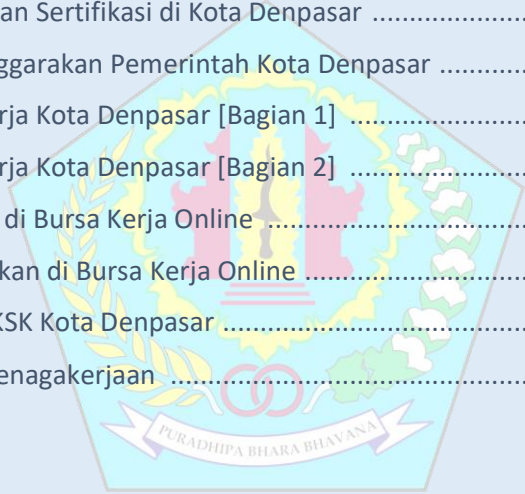 an Sertifikasi di Kota Denpasar ................
ggarakan Pemerintah Kota Denpasar ............
rja Kota Denpasar [Bagian 1] ...................
rja Kota Denpasar [Bagian 2] ...................
di Bursa Kerja Online ............................
kan di Bursa Kerja Online .......................
KSK Kota Denpasar ................................
enagakerjaan .......................................
PURADHIPA BHARA BHAVANA